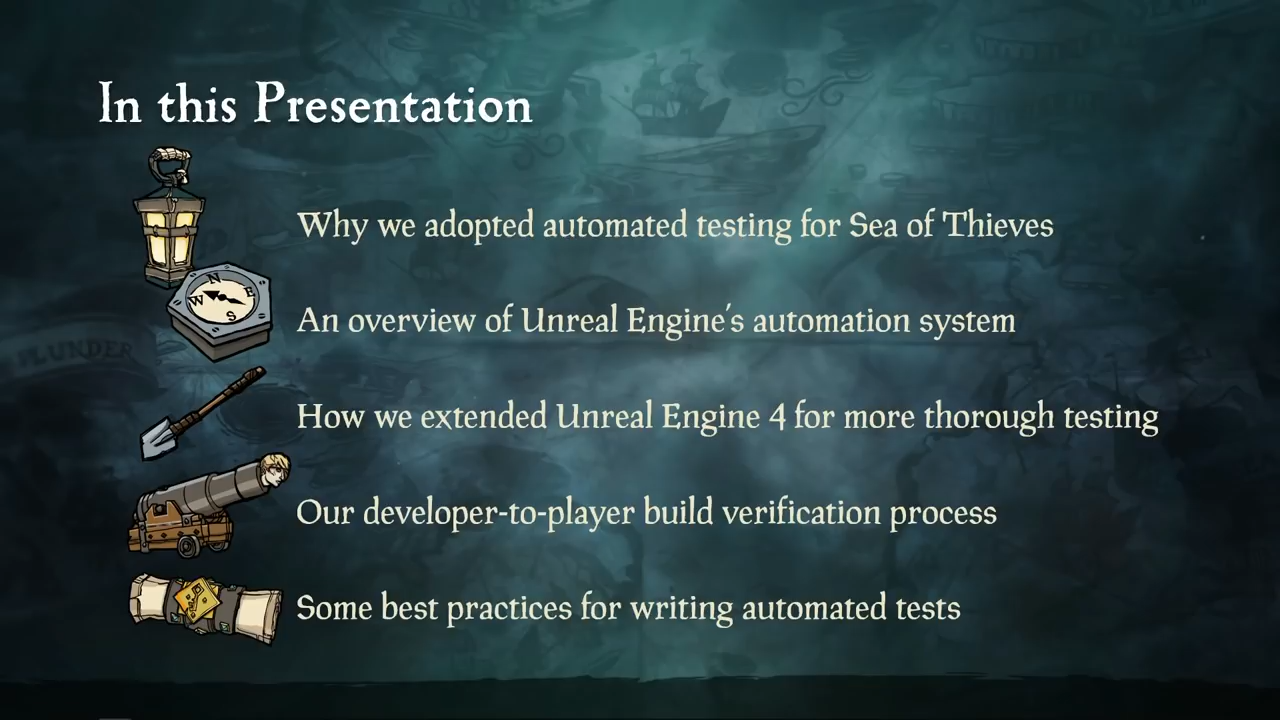 In this Presentation
Why we adopted automated testing for Sea of Thieves
N
E
W
S
An overview of Unreal Engine's automation system
PLUNDER
How we extended Unreal Engine 4 for more thorough testing
Our developer-to-player build verification process
Some best practices for writing automated tests